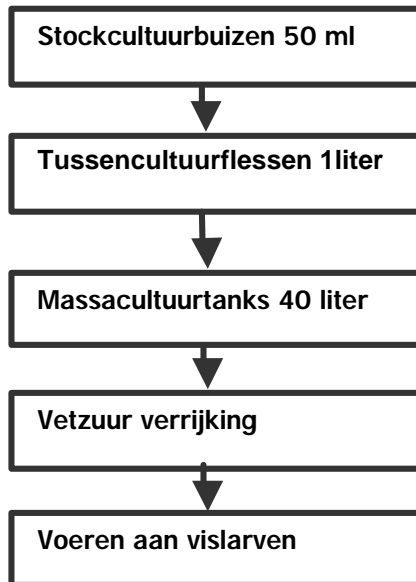 Stockcultuurbuizen 50 ml
Tussencultuurflessen 1liter
Massacultuurtanks 40 liter
Vetzuur verrijking
Voeren aan vislarven